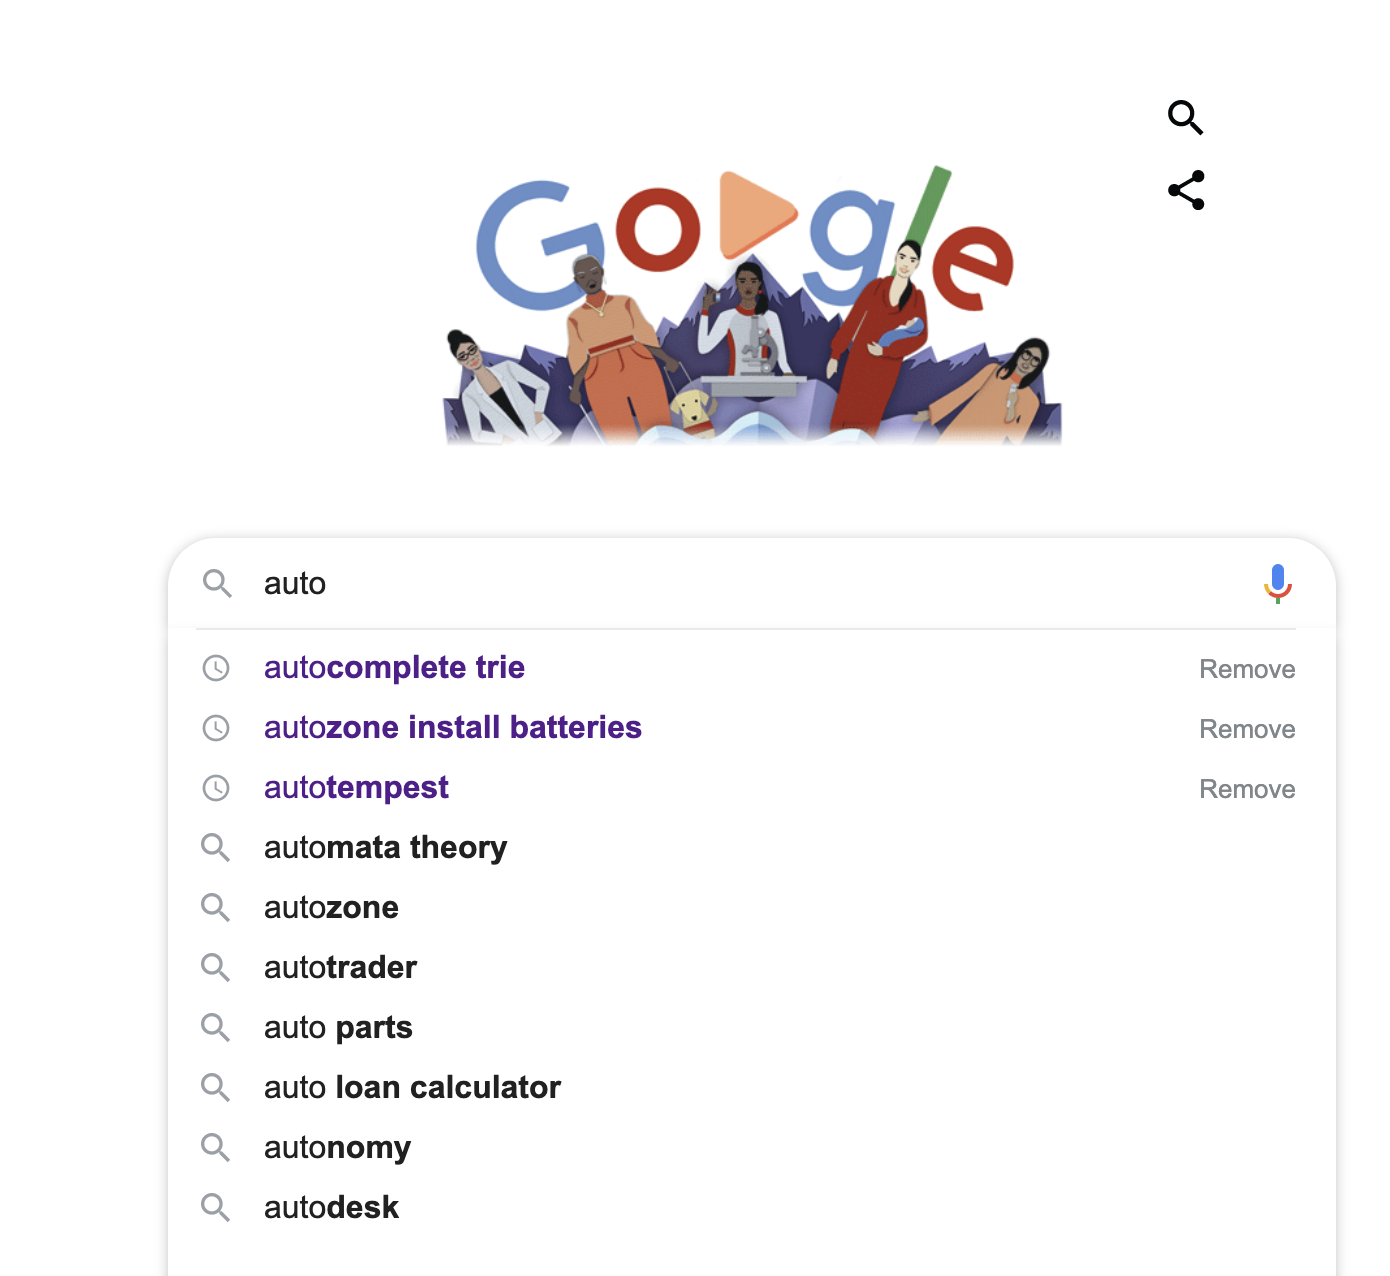 Google
auto
autocomplete trie Remove
autozone install batteries Remove
autotempest Remove
automata theory
autozone
autotrader
auto parts
auto loan calculator
autonomy
autodesk